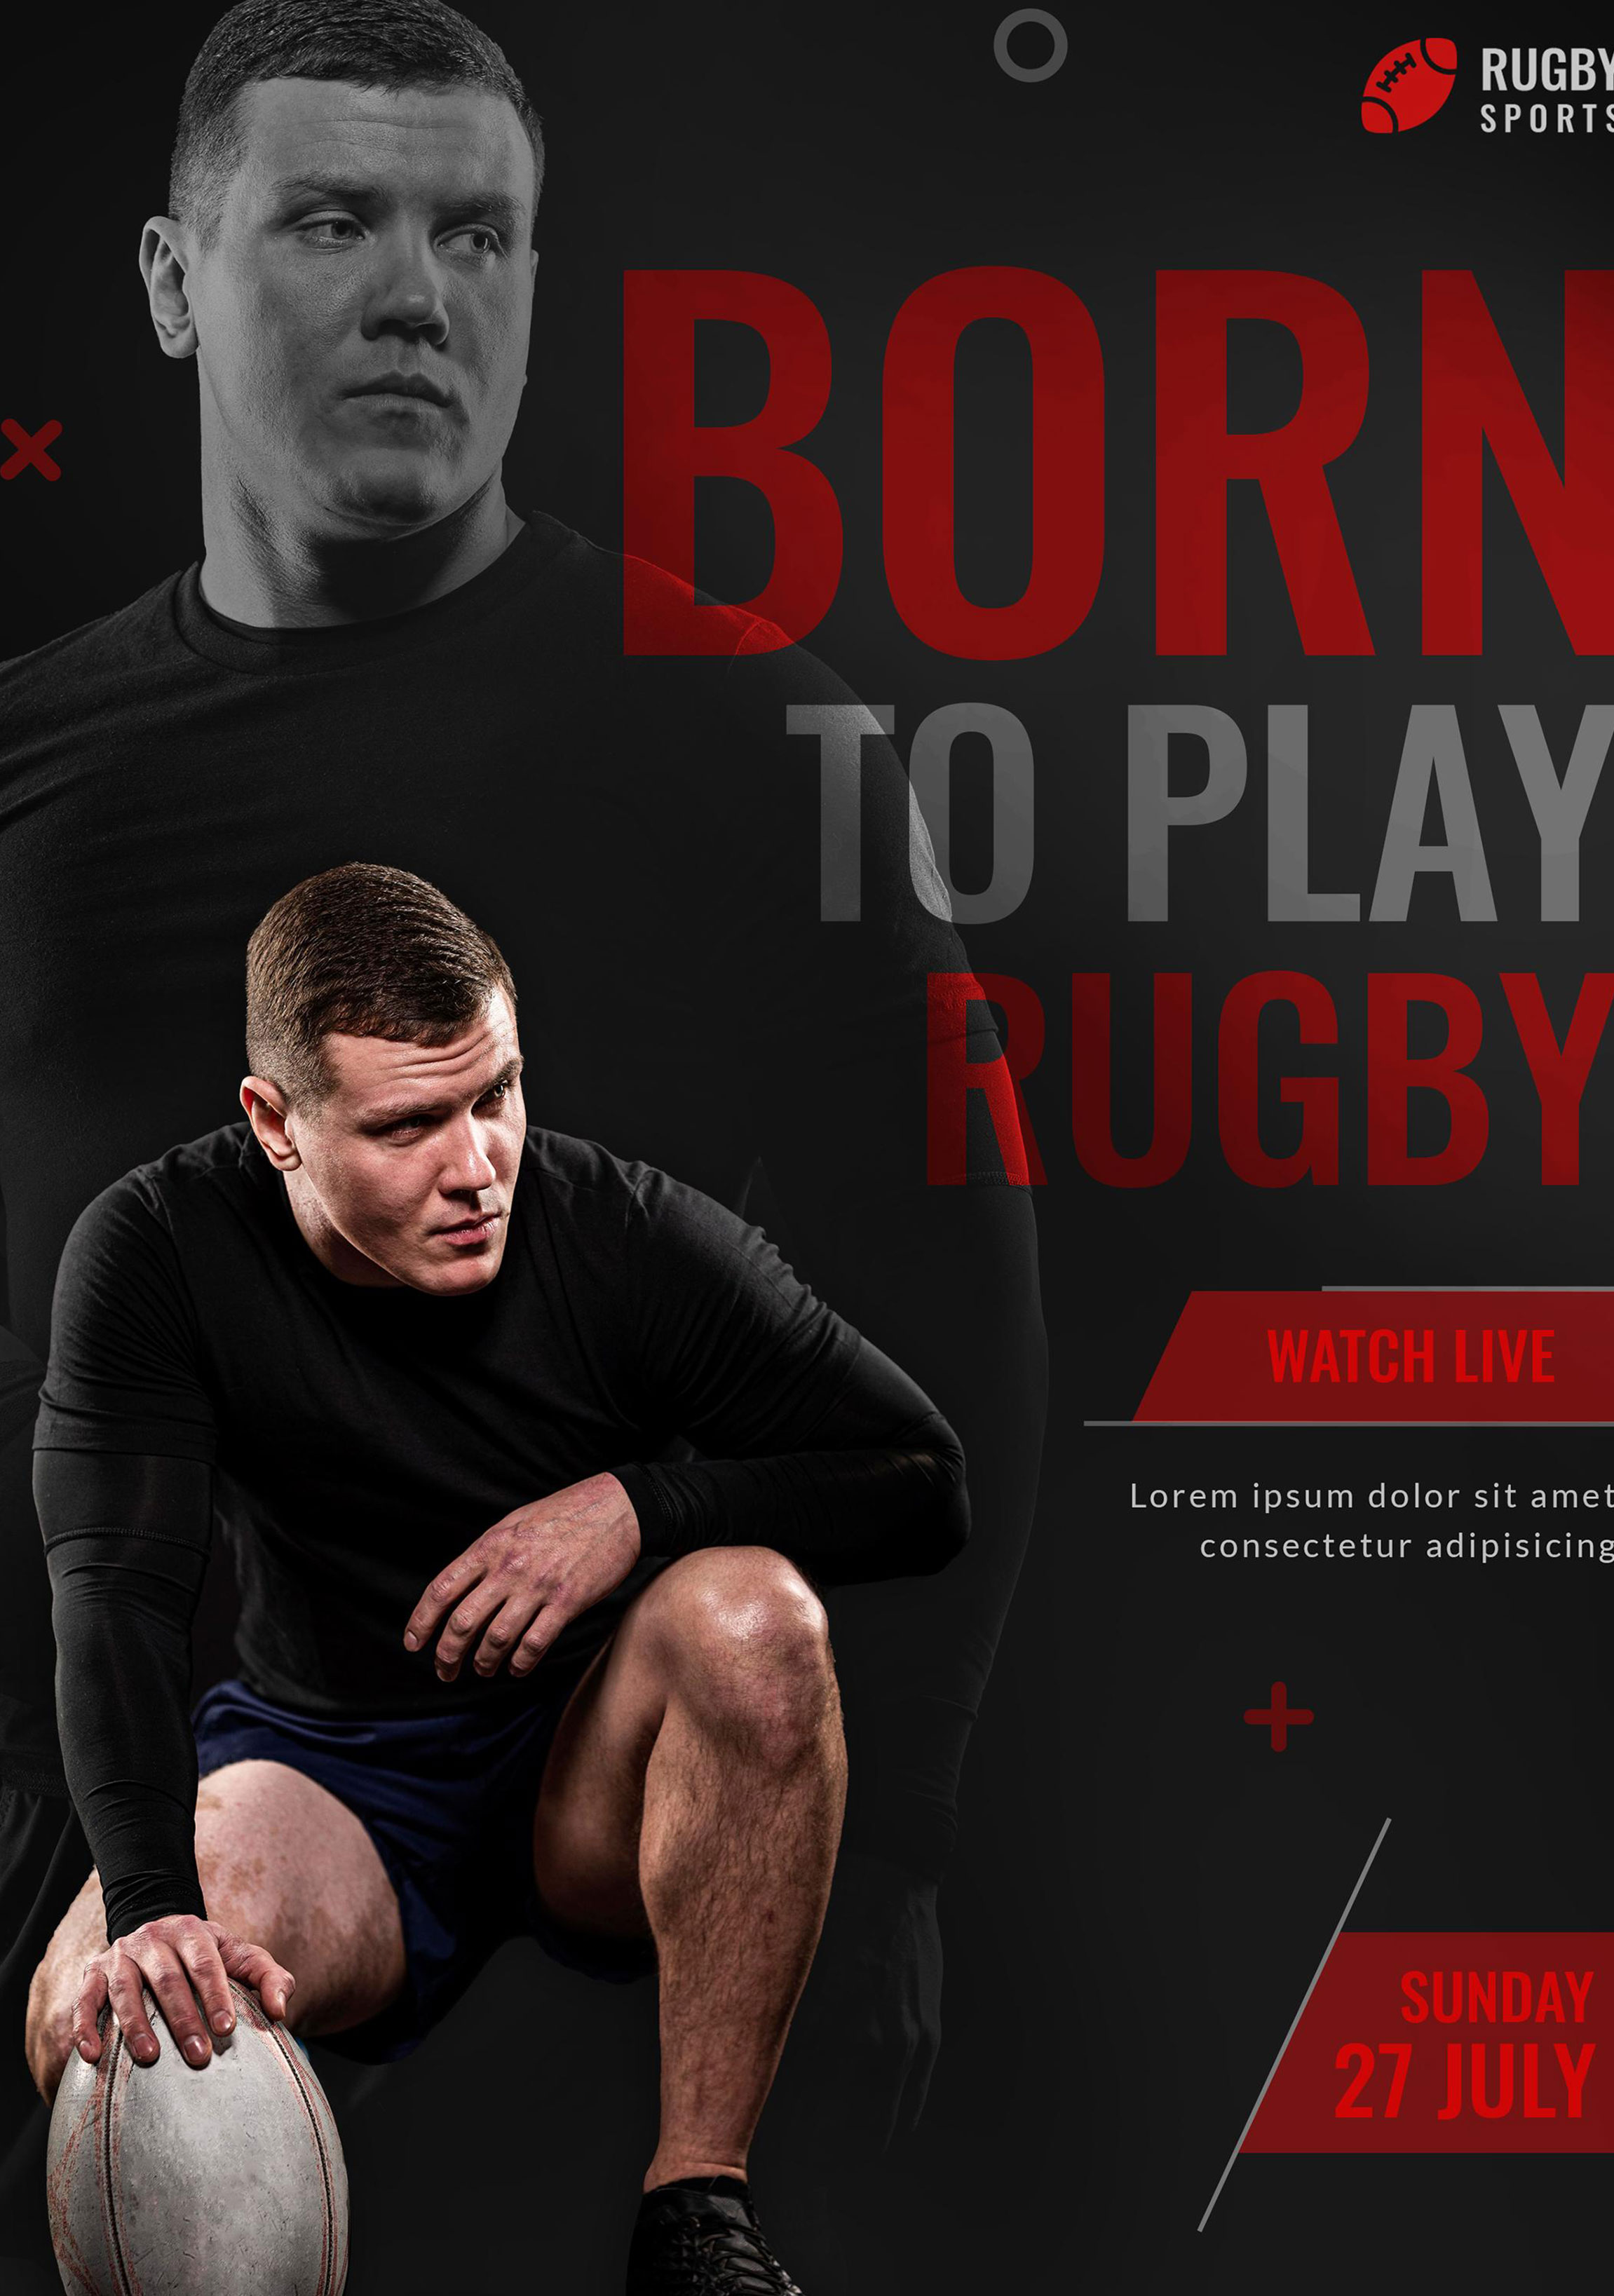 RUGBY
SPORTS
BORN
TO PLAY
RUGBY
WATCH LIVE
Lorem ipsum dolor sit amet
consectetur adipisicing
SUNDAY
27 JULY